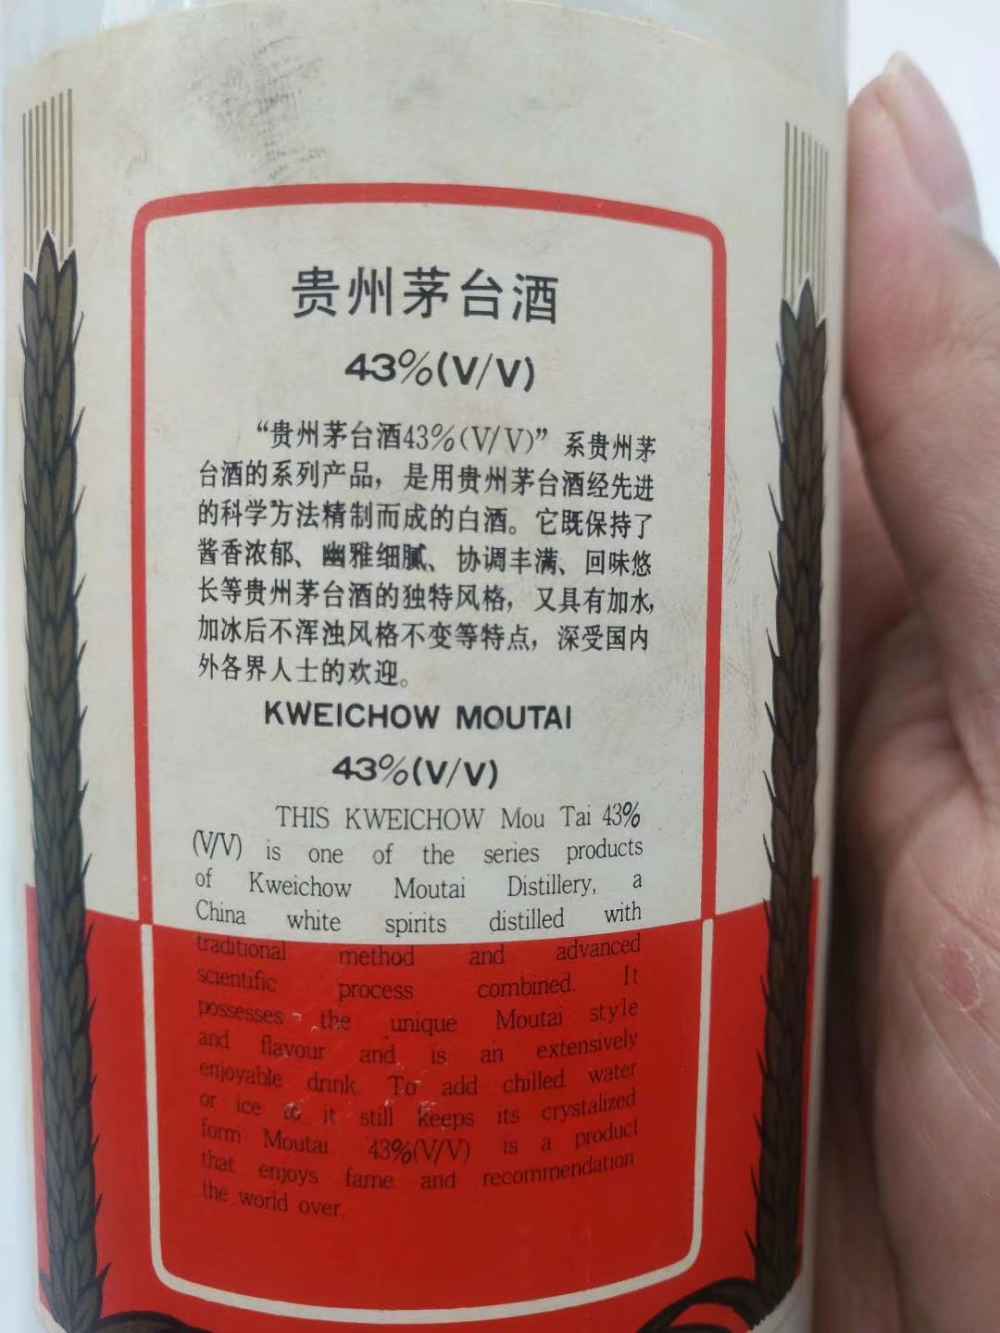 贵州茅台酒
43%(V/V)
“贵州茅台酒43%(V/V)”系贵州茅
台酒的系列产品，是用贵州茅台酒经先进
的科学方法精制而成的白酒。它既保持了
酱香浓郁、幽雅细腻、协调丰满、回味悠
长等贵州茅台酒的独特风格，又具有加水，
加冰后不浑浊风格不变等特点，深受国内
外各界人士的欢迎。
KWEICHOW MOUTAI
43%(V/V)
THIS KWEICHOW Mou Tai 43%
(V/V) is one of the series products
of Kweichow Moutai Distillery, a
China white spirits distilled with
traditional method and advanced
scientific process combined. It
possesses the unique Moutai style
and flavour and is an extensively
enjoyable drink. To add chilled water
or ice to it still keeps its crystalized
form Moutai 43%(V/V) is a product
that enjoys fame and recommendation
the world over.